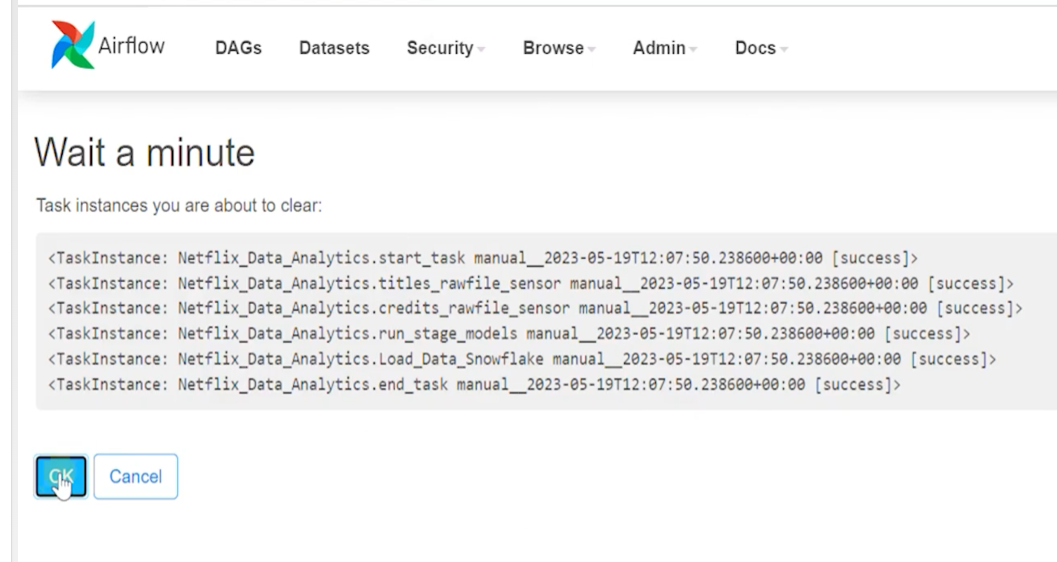 Airflow DAGs Datasets Security Browse Admin Docs
Wait a minute
Task instances you are about to clear:
<TaskInstance: Netflix_Data_Analytics.start_task manual__2023-05-19T12:07:50.238600+00:00 [success]>
<TaskInstance: Netflix_Data_Analytics.titles_rawfile_sensor manual__2023-05-19T12:07:50.238600+00:00 [success]>
<TaskInstance: Netflix_Data_Analytics.credits_rawfile_sensor manual__2023-05-19T12:07:50.238600+00:00 [success]>
<TaskInstance: Netflix_Data_Analytics.run_stage_models manual__2023-05-19T12:07:50.238600+00:00 [success]>
<TaskInstance: Netflix_Data_Analytics.Load_Data_Snowflake manual__2023-05-19T12:07:50.238600+00:00 [success]>
<TaskInstance: Netflix_Data_Analytics.end_task manual__2023-05-19T12:07:50.238600+00:00 [success]>
OK Cancel